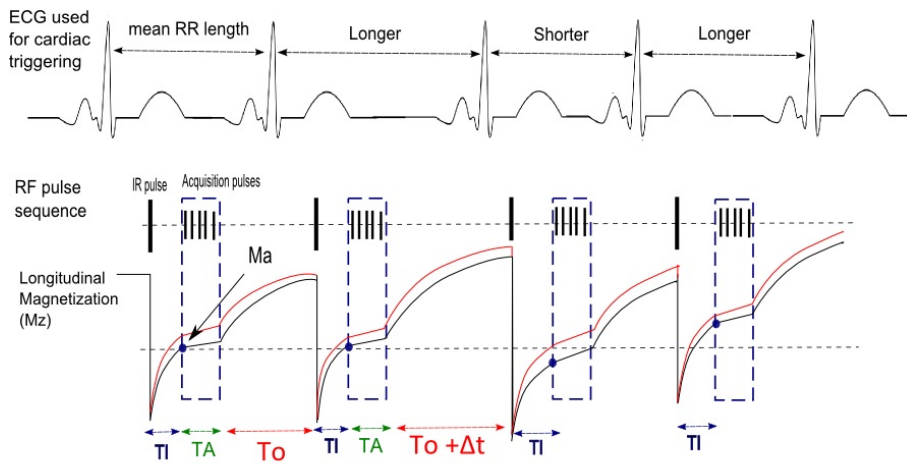 ECG used
for cardiac
triggering
mean RR length
Longer
Shorter
Longer
RF pulse
sequence
IR pulse
Acquisition pulses
Ma
Longitudinal
Magnetization
(Mz)
TI
TA
To
TI
TA
To +Δt
TI
TI